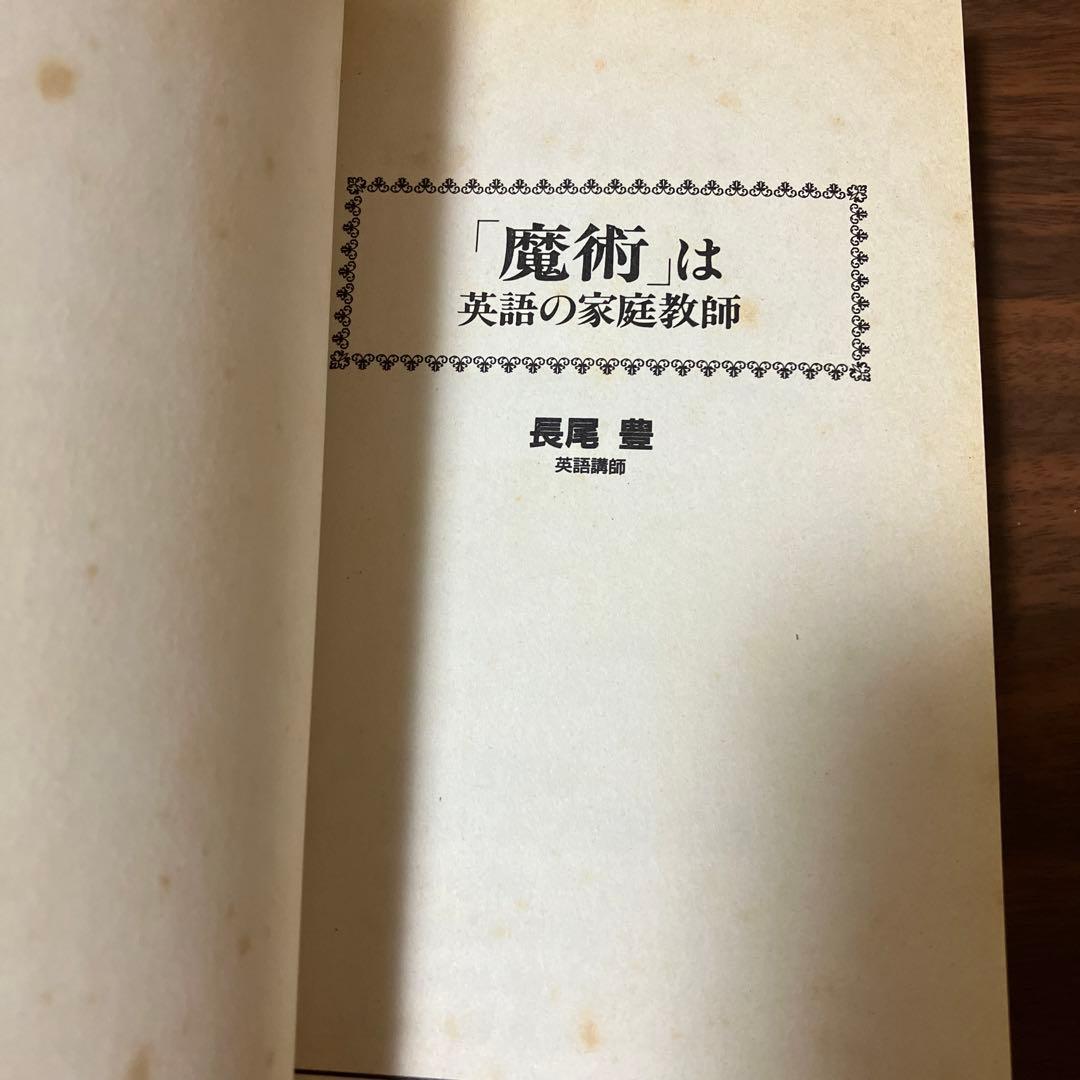 「魔術」は
英語の家庭教師
長尾 豊
英語講師